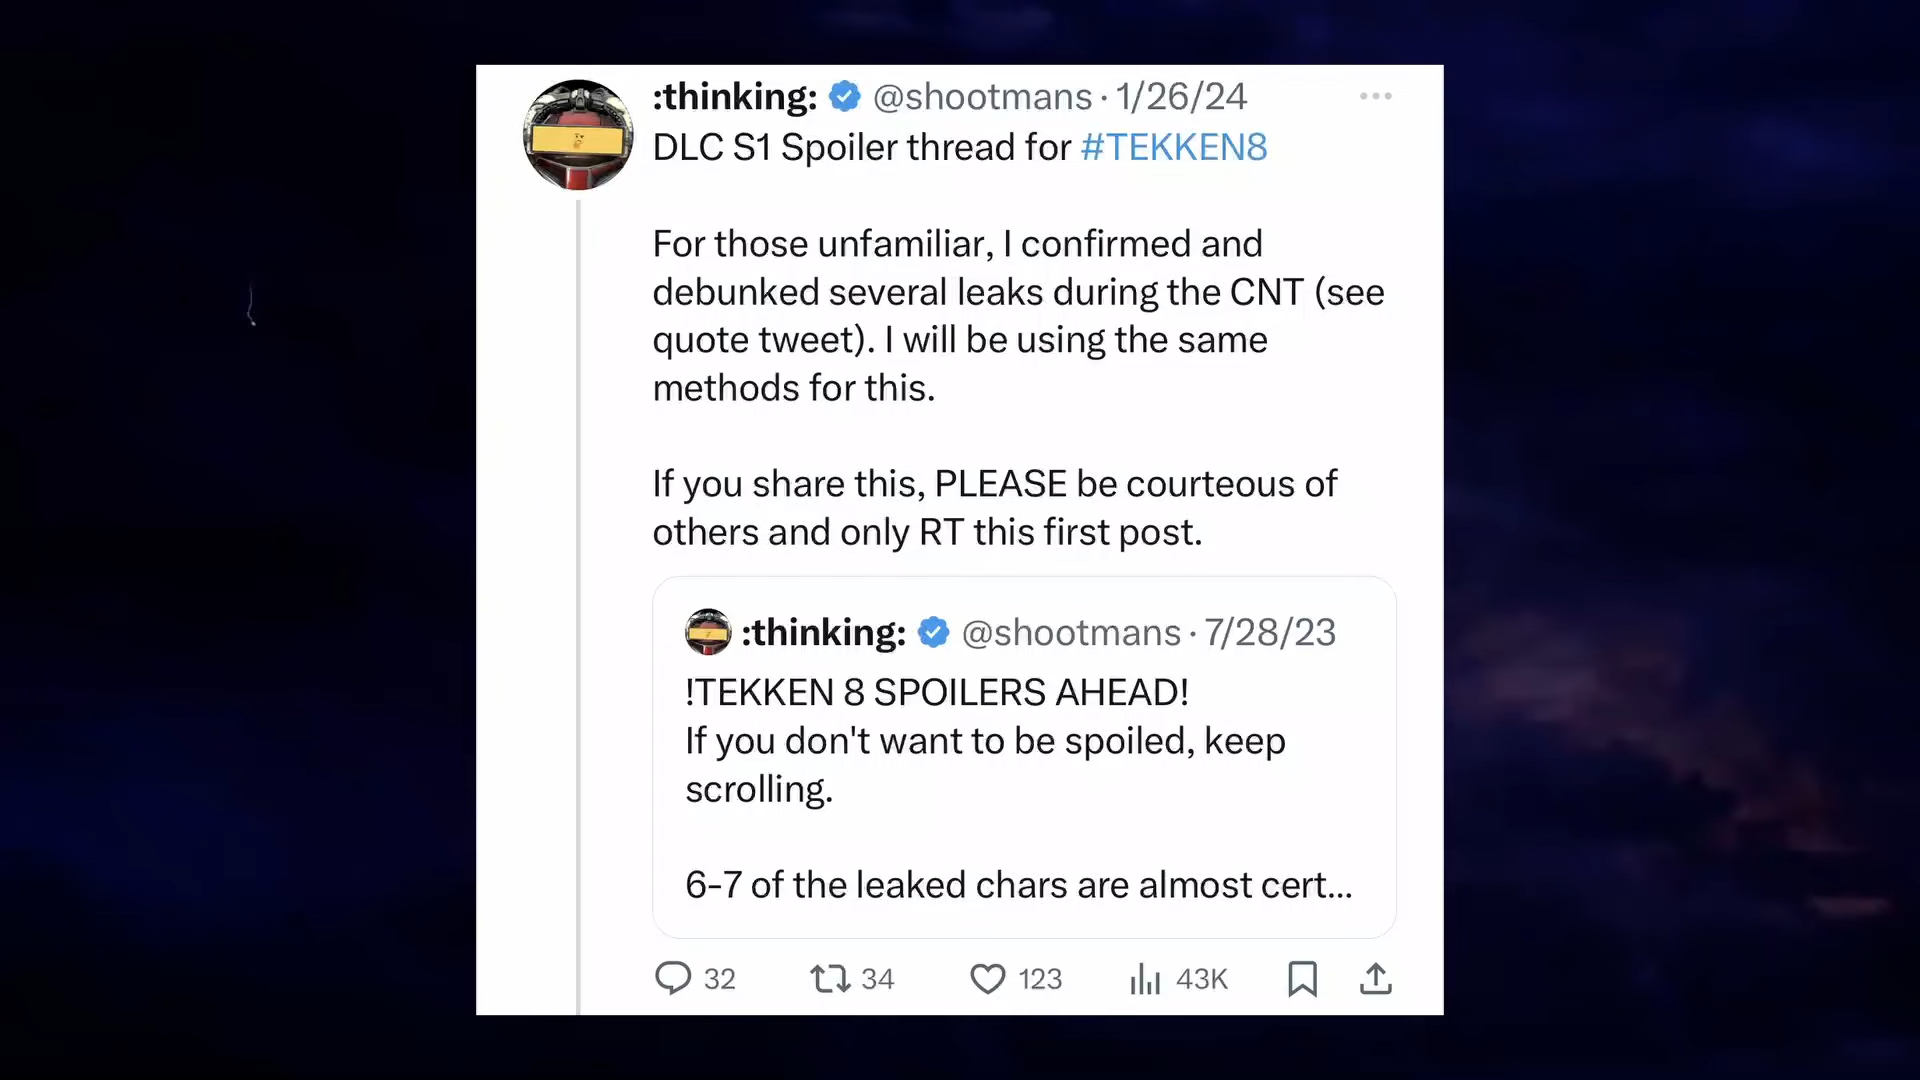 :thinking: @shootmans · 1/26/24
DLC S1 Spoiler thread for #TEKKEN8
For those unfamiliar, I confirmed and
debunked several leaks during the CNT (see
quote tweet). I will be using the same
methods for this.
If you share this, PLEASE be courteous of
others and only RT this first post.
:thinking: @shootmans · 7/28/23
!TEKKEN 8 SPOILERS AHEAD!
If you don't want to be spoiled, keep
scrolling.
6-7 of the leaked chars are almost cert...
32 34 123 43K